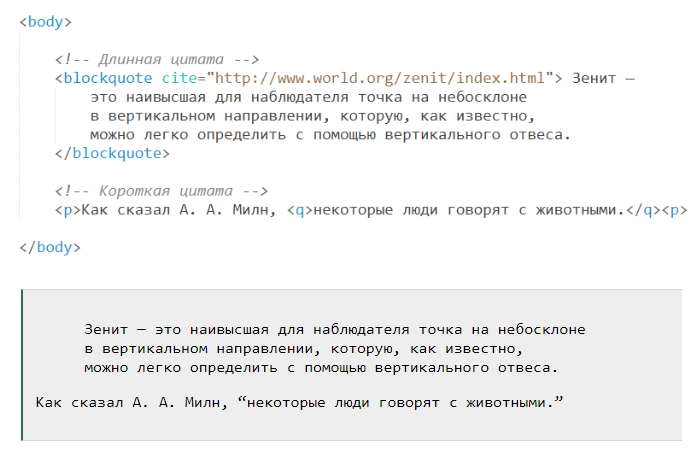 <body>
<!-- Длинная цитата -->
<blockquote cite="http://www.world.org/zenit/index.html"> Зенит —
это наивысшая для наблюдателя точка на небосклоне
в вертикальном направлении, которую, как известно,
можно легко определить с помощью вертикального отвеса.
</blockquote>
<!-- Короткая цитата -->
<p>Как сказал А. А. Милн, <q>некоторые люди говорят с животными.</q><p>
</body>
Зенит — это наивысшая для наблюдателя точка на небосклоне
в вертикальном направлении, которую, как известно,
можно легко определить с помощью вертикального отвеса.
Как сказал А. А. Милн, “некоторые люди говорят с животными.”